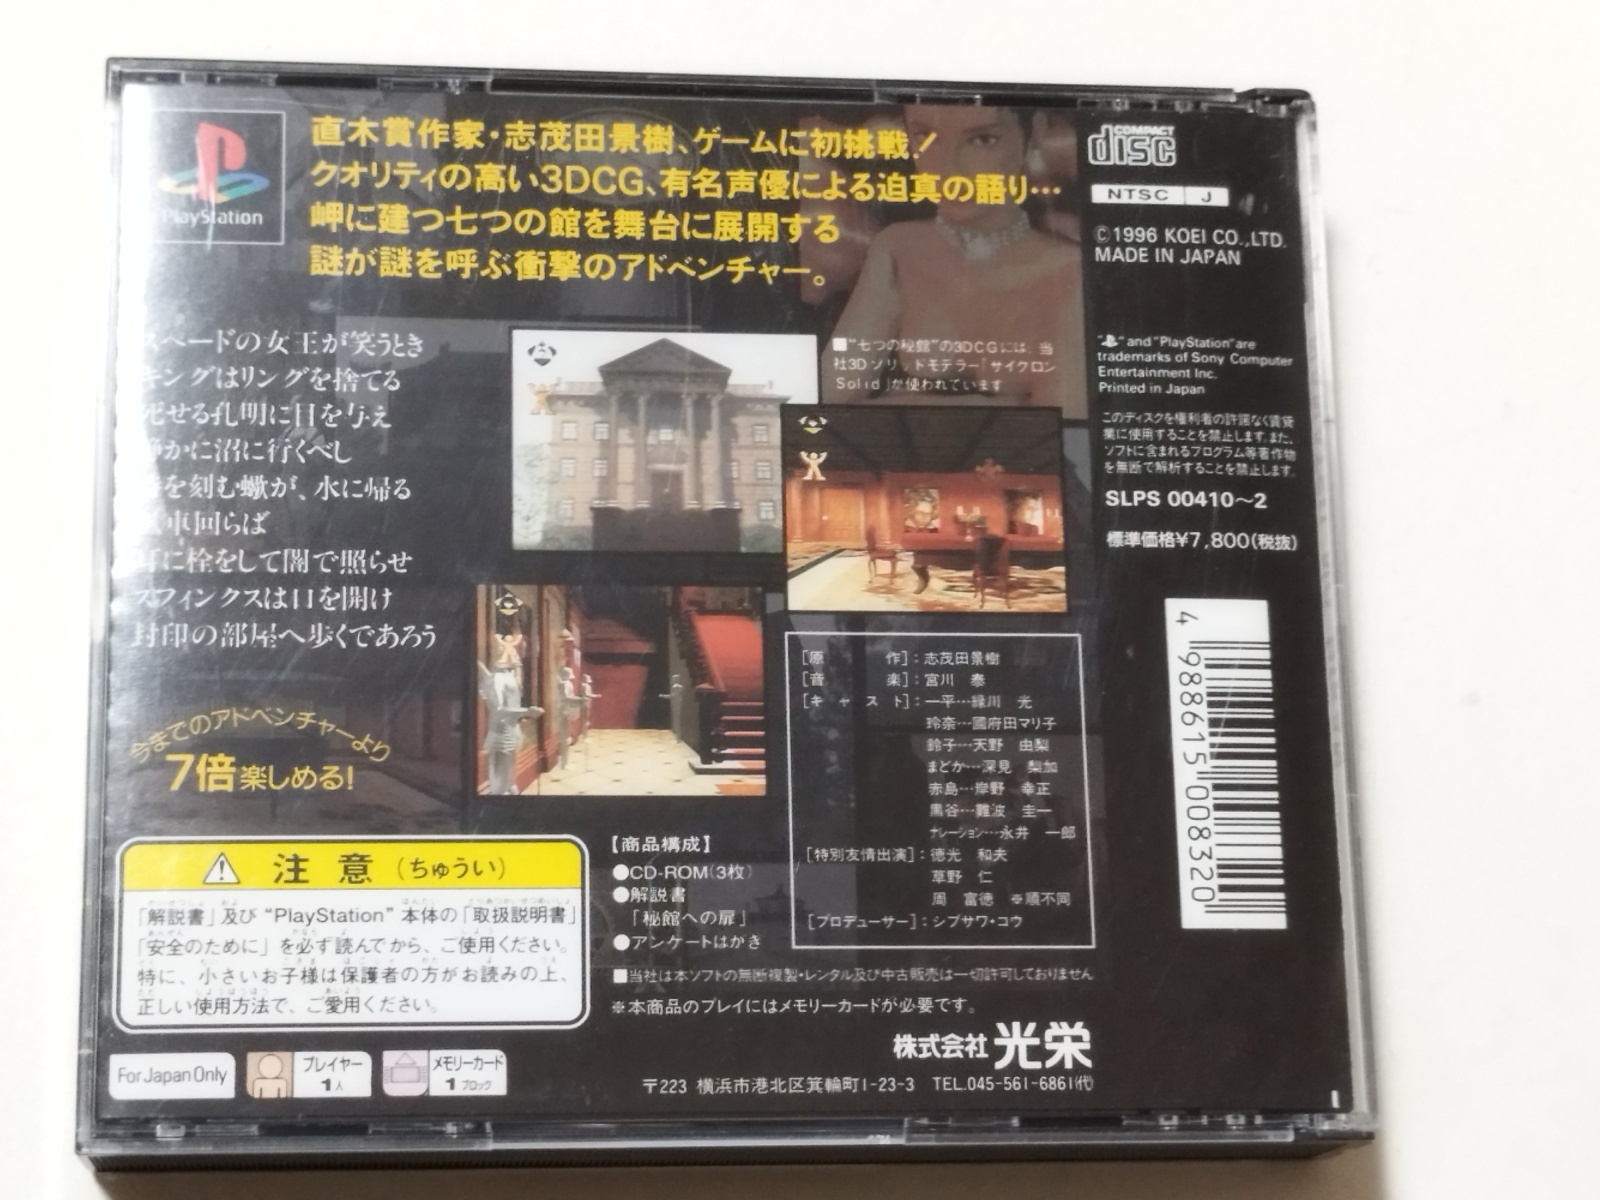 PlayStation
直木賞作家・志茂田景樹、ゲームに初挑戦!
クオリティの高い3DCG、有名声優による迫真の語り…
岬に建つ七つの館を舞台に展開する
謎が謎を呼ぶ衝撃のアドベンチャー。
COMPACT
disc
NTSC J
©1996 KOEI CO.,LTD.
MADE IN JAPAN
" " and "PlayStation" are
trademarks of Sony Computer
Entertainment Inc.
Printed in Japan
このディスクを権利者の許諾なく賃貸
業に使用することを禁止します。また、
ソフトに含まれるプログラム等著作物
を無断で解析することを禁止します。
SLPS 00410～2
標準価格¥7,800(税抜)
4 988615 008320
スペードの女王が笑うとき
キングはリングを捨てる
死せる孔明に目を与え
静かに沼に行くべし
を刻む蠍が、水に帰る
車回らば
耳に栓をして闇で照らせ
スフィンクスは口を開け
封印の部屋へ歩くであろう
■"七つの秘館"の3DCGには、当
社3Dソリッドモデラー「サイクロン
Solid」が使われています
今までのアドベンチャーより
7倍楽しめる!
[原作]:志茂田景樹
[音楽]:宮川 泰
[キャスト]:一平…緑川 光
玲奈…國府田マリ子
鈴子…天野 由梨
まどか…深見 梨加
赤島…岸野 幸正
黒谷…難波 圭一
ナレーション…永井 一郎
[特別友情出演]:徳光 和夫
草野 仁
周 富徳 ※順不同
[プロデューサー]:シブサワ・コウ
【商品構成】
●CD-ROM(3枚)
●解説書
「秘館への扉」
●アンケートはがき
注意(ちゅうい)
「解説書」及び"PlayStation"本体の「取扱説明書」
「安全のために」を必ず読んでから、ご使用ください。
特に、小さいお子様は保護者の方がお読みの上、
正しい使用方法で、ご愛用ください。
■当社は本ソフトの無断複製・レンタル及び中古販売は一切許可しておりません
※本商品のプレイにはメモリーカードが必要です。
株式会社 光栄
〒223 横浜市港北区箕輪町1-23-3 TEL.045-561-6861(代)
For Japan Only
プレイヤー
1人
メモリーカード
1ブロック